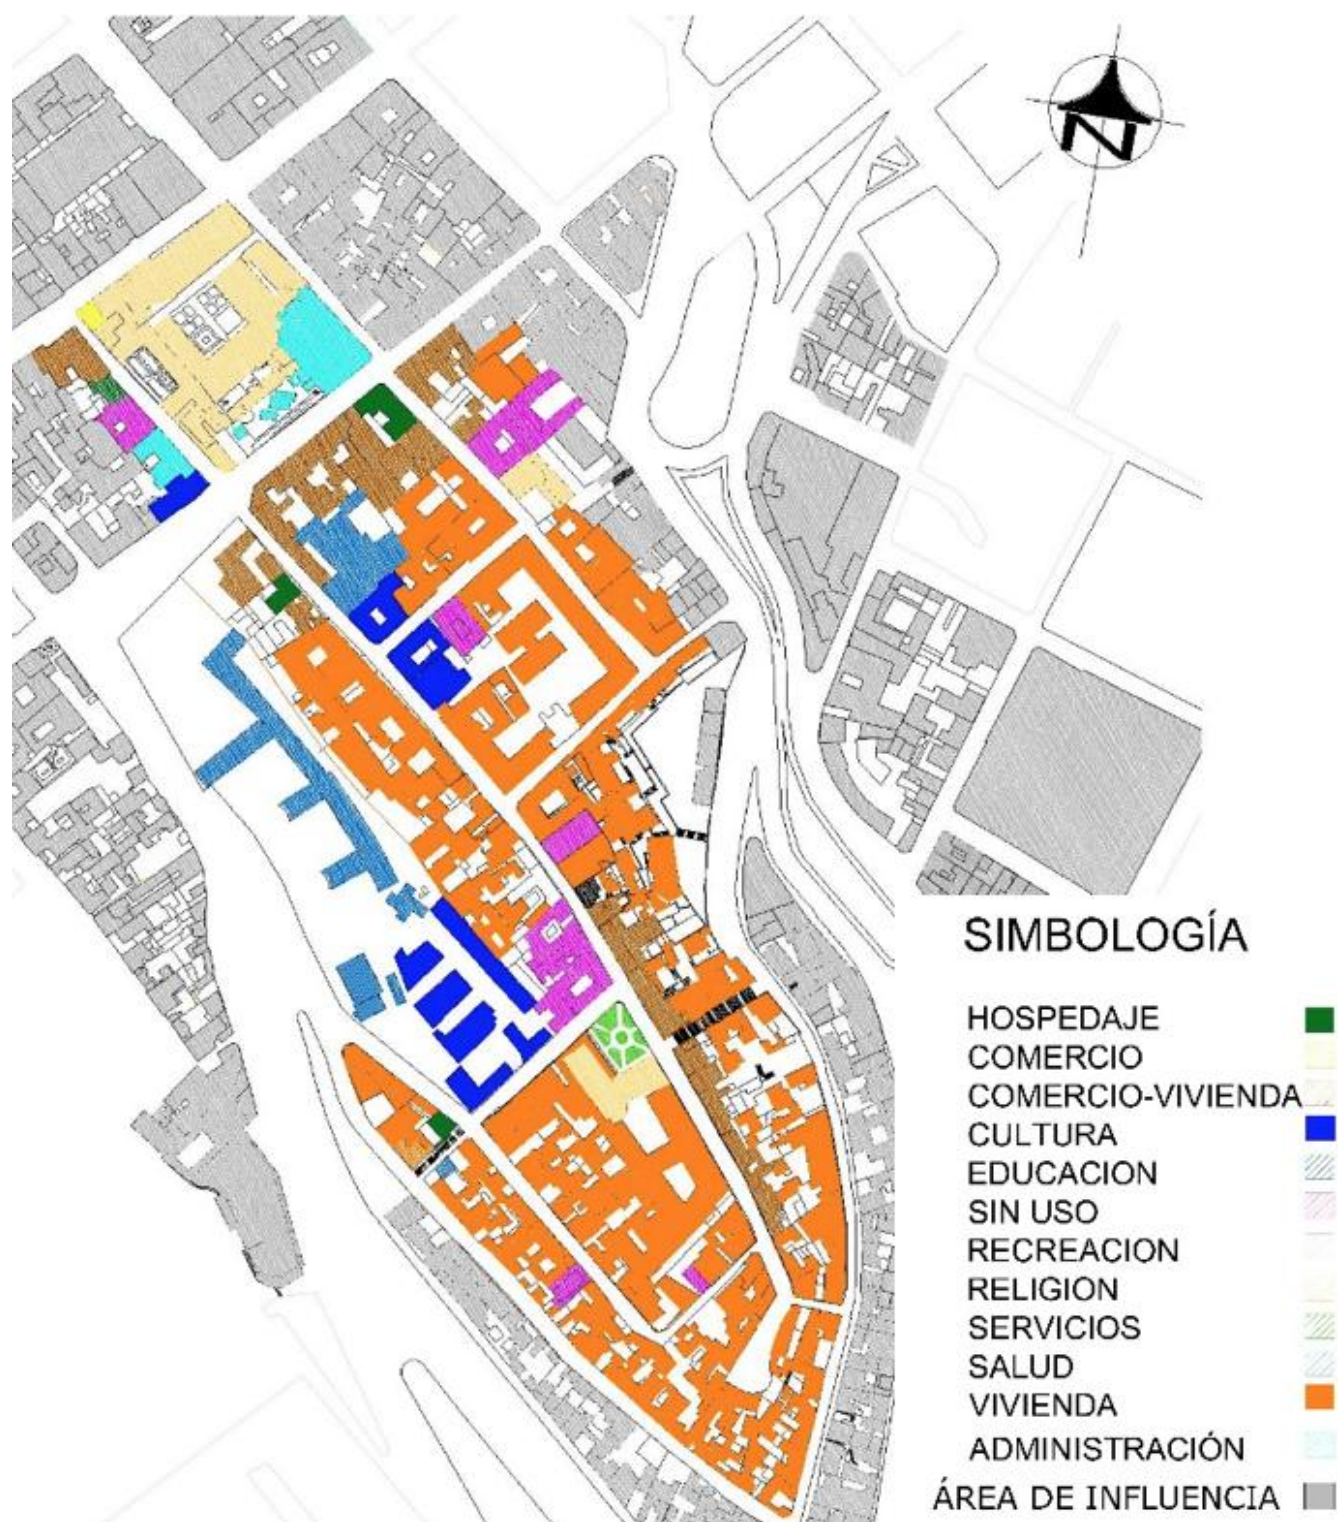 SIMBOLOGÍA
HOSPEDAJE
COMERCIO
COMERCIO-VIVIENDA
CULTURA
EDUCACION
SIN USO
RECREACION
RELIGION
SERVICIOS
SALUD
VIVIENDA
ADMINISTRACIÓN
ÁREA DE INFLUENCIA